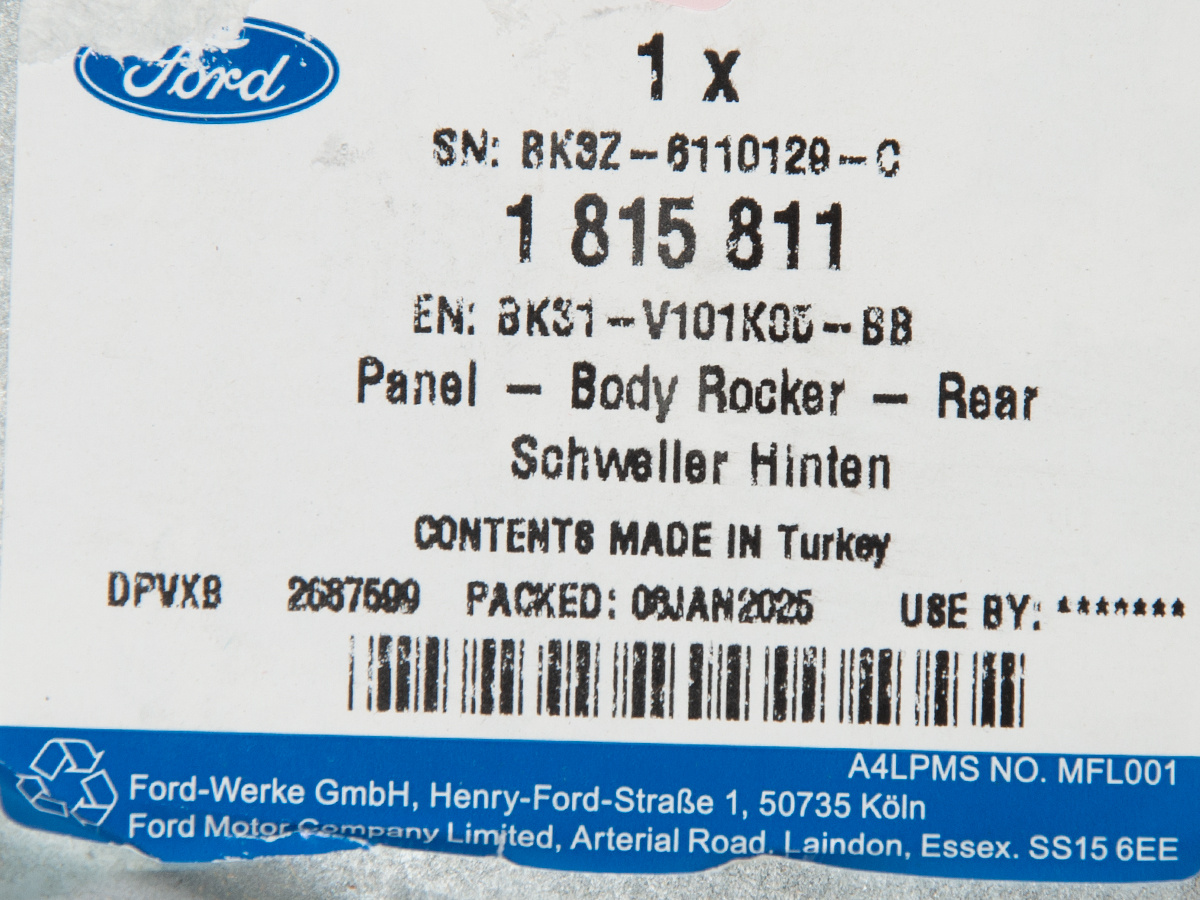 Ford
1 x
SN: BK3Z-6110129-C
1 815 811
EN: BK31-V101K05-BB
Panel - Body Rocker - Rear
Schweller Hinten
CONTENTS MADE IN Turkey
DPVXB 2687599 PACKED: 06JAN2025 USE BY: *******
A4LPMS NO. MFL001
Ford-Werke GmbH, Henry-Ford-Straße 1, 50735 Köln
Ford Motor Company Limited, Arterial Road, Laindon, Essex. SS15 6EE